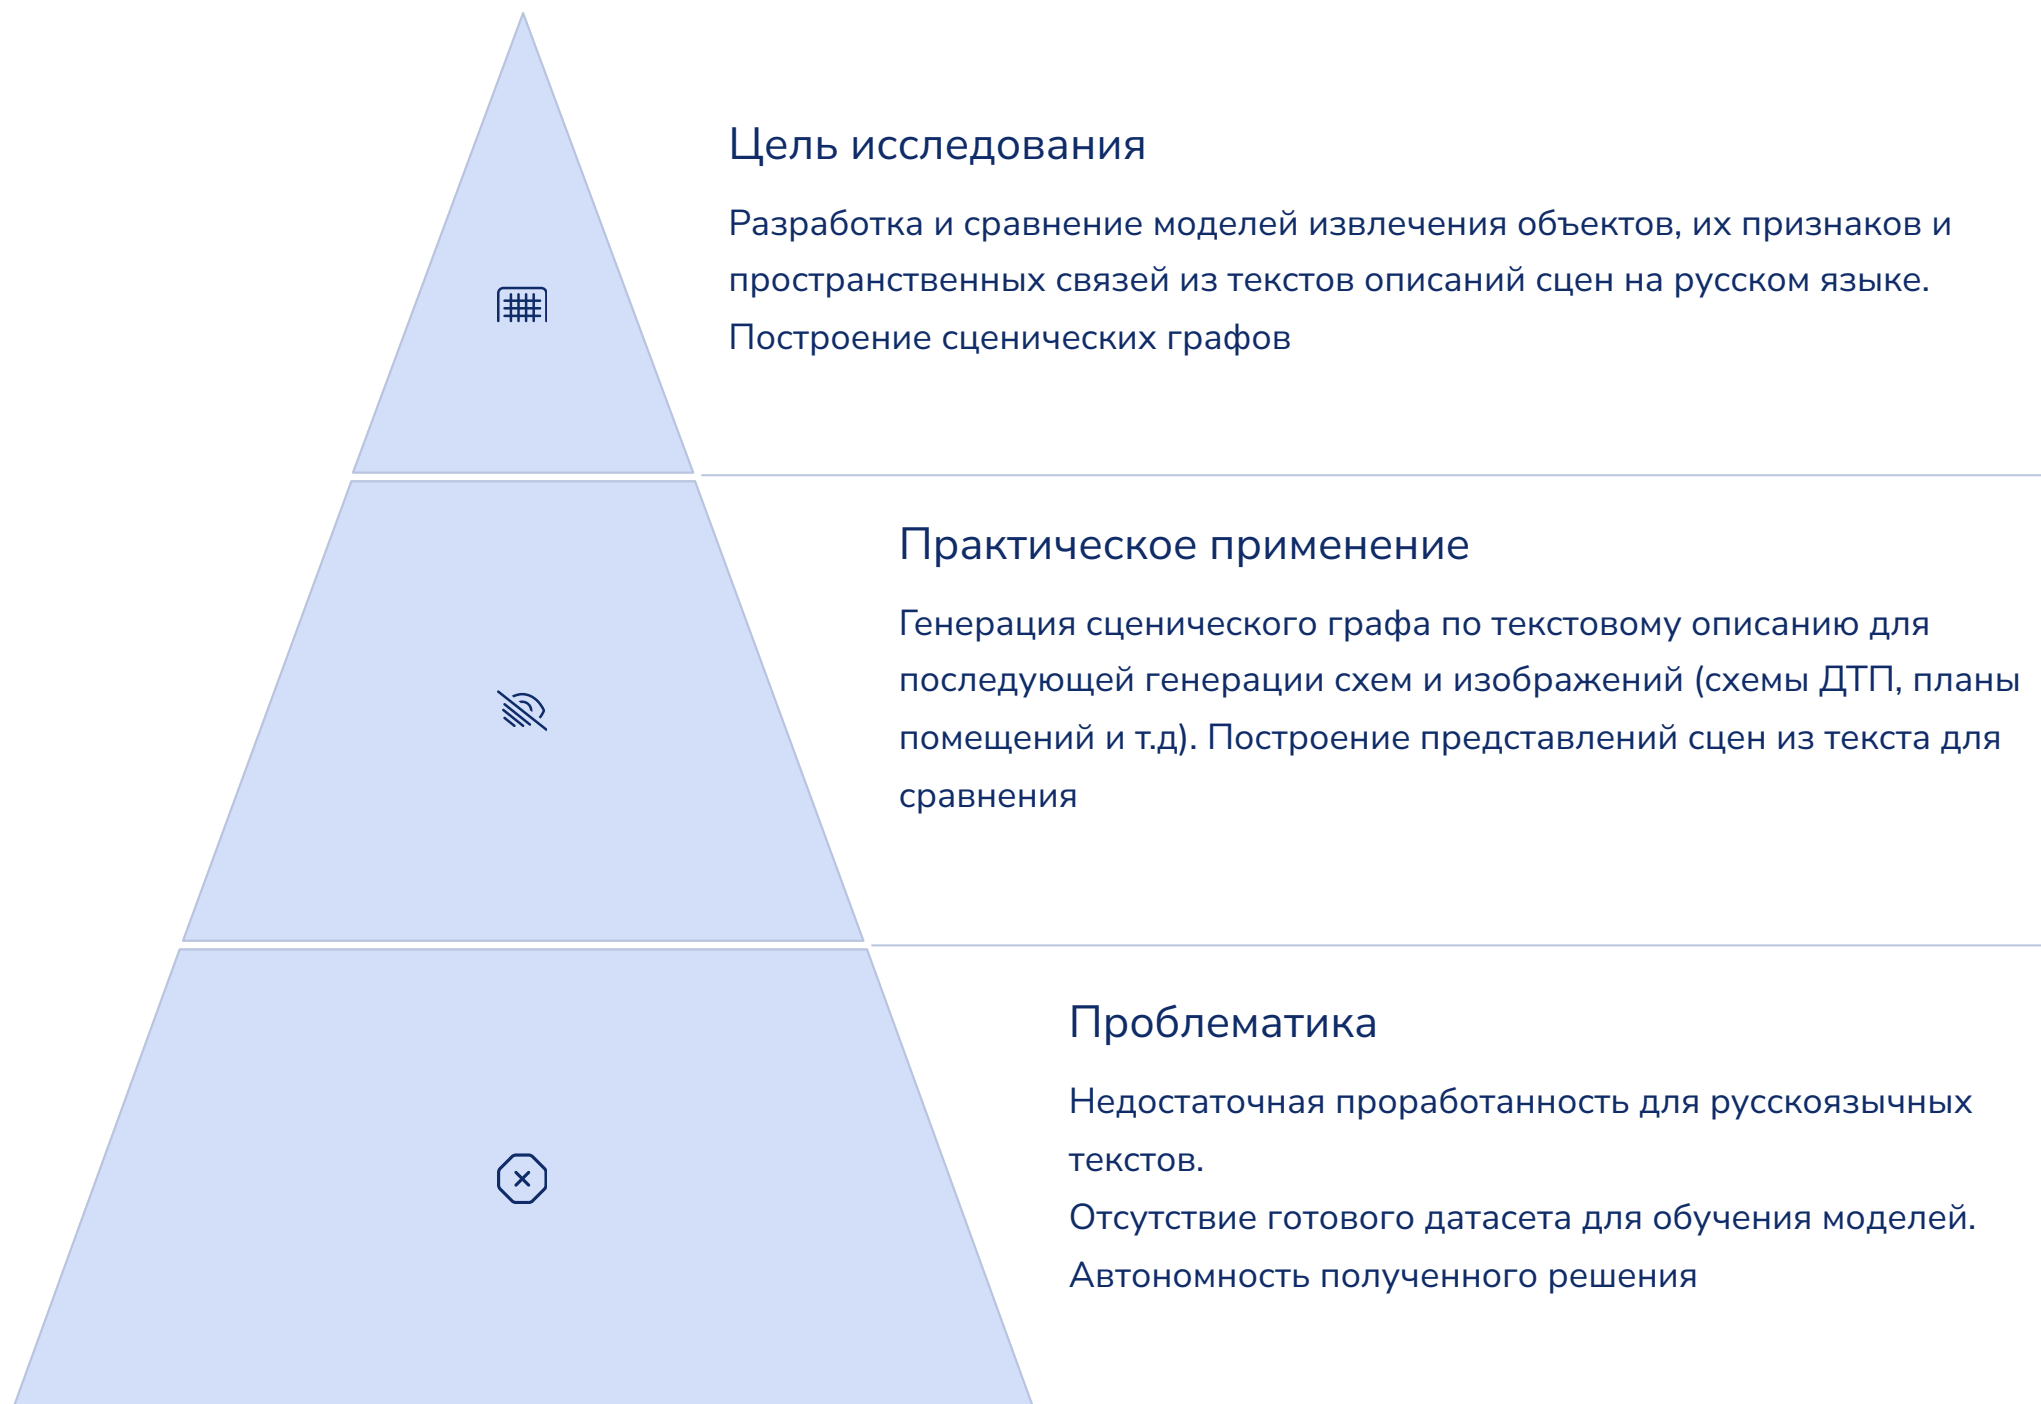 Цель исследования
Разработка и сравнение моделей извлечения объектов, их признаков и
пространственных связей из текстов описаний сцен на русском языке.
Построение сценических графов
Практическое применение
Генерация сценического графа по текстовому описанию для
последующей генерации схем и изображений (схемы ДТП, планы
помещений и т.д). Построение представлений сцен из текста для
сравнения
Проблематика
Недостаточная проработанность для русскоязычных
текстов.
Отсутствие готового датасета для обучения моделей.
Автономность полученного решения